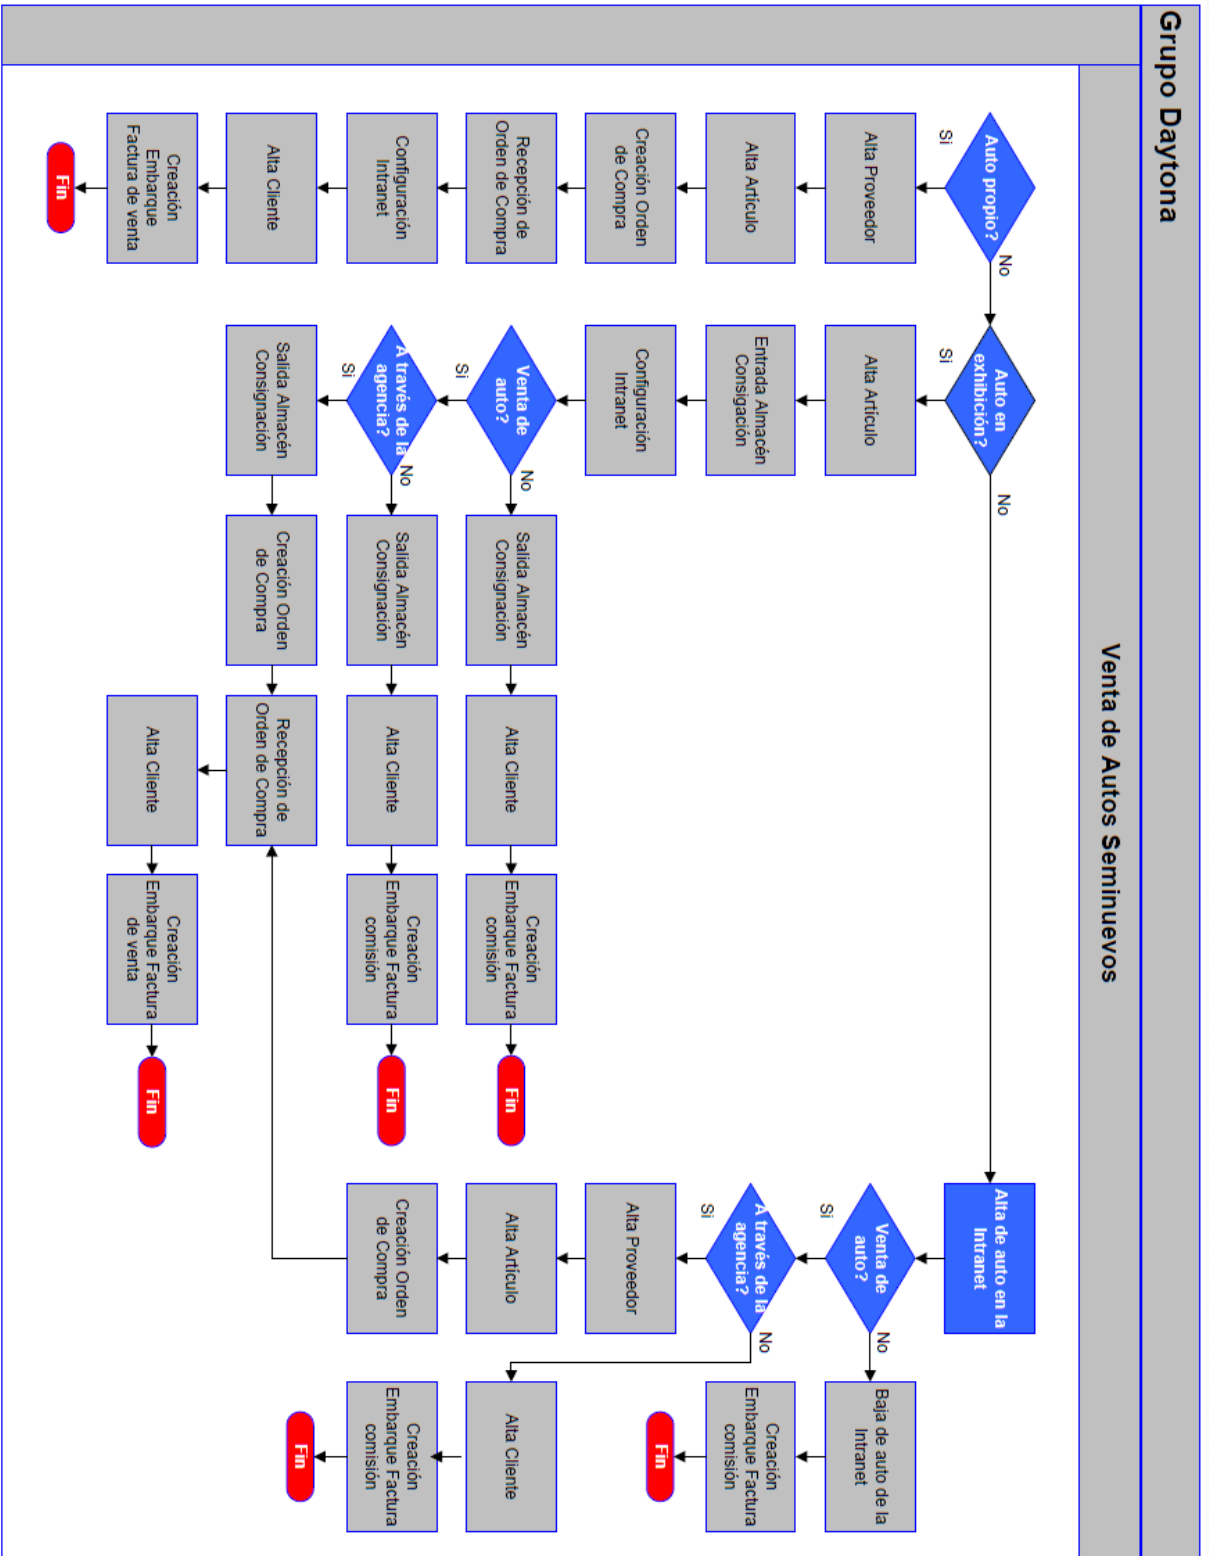 Grupo Daytona
Venta de Autos Seminuevos
Auto propio?
Si
No
Alta Proveedor
Alta Artículo
Creación Orden
de Compra
Recepción de
Orden de Compra
Configuración
Intranet
Alta Cliente
Creación
Embarque
Factura de venta
Fin
Auto en
exhibición?
Si
No
Alta Artículo
Entrada Almacén
Consigación
Configuración
Intranet
Venta de
auto?
Si
No
A través de la
agencia?
Si
No
Salida Almacén
Consignación
Salida Almacén
Consignación
Alta Cliente
Creación
Embarque Factura
comisión
Fin
Salida Almacén
Consignación
Alta Cliente
Creación
Embarque Factura
comisión
Fin
Creación Orden
de Compra
Recepción de
Orden de Compra
Alta Cliente
Creación
Embarque Factura
de venta
Fin
Alta de auto en la
Intranet
Venta de
auto?
Si
No
A través de la
agencia?
Si
No
Alta Proveedor
Alta Artículo
Creación Orden
de Compra
Baja de auto de la
Intranet
Creación
Embarque Factura
comisión
Fin
Alta Cliente
Creación
Embarque Factura
comisión
Fin